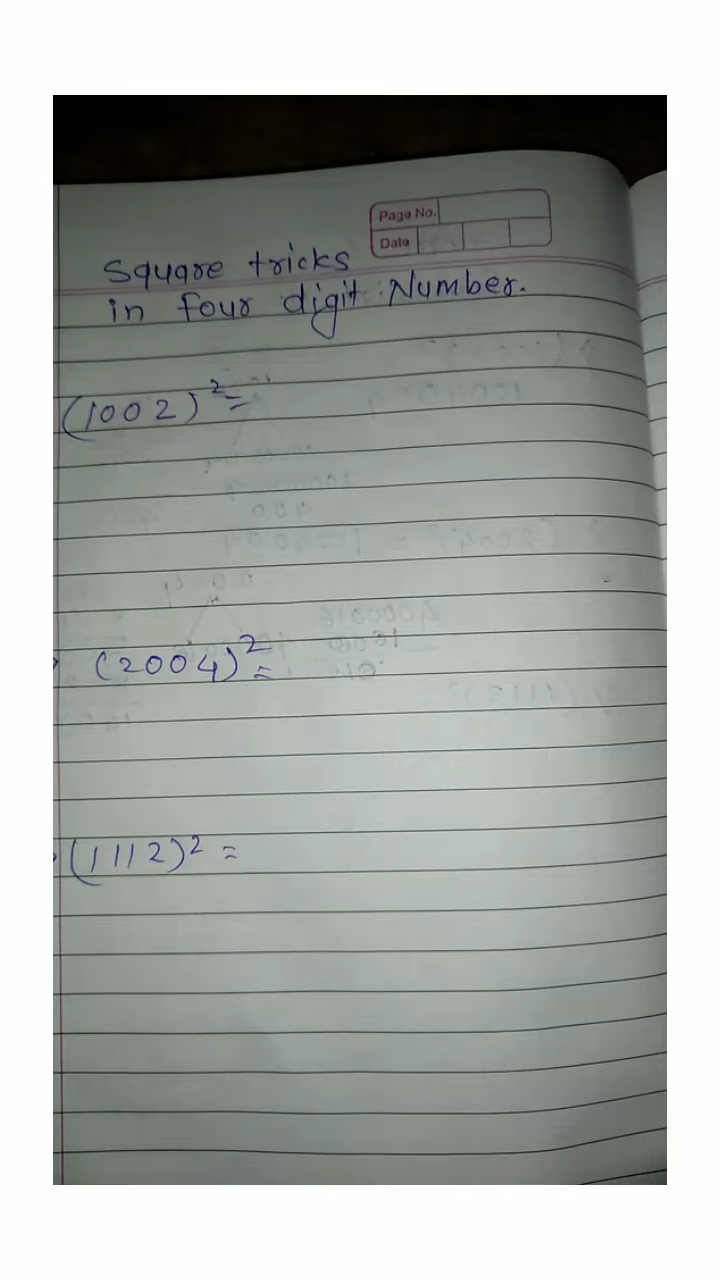 Page No.
Date
Square tricks
in four digit Number.
(1002)²=
(2004)²=
(1112)² =